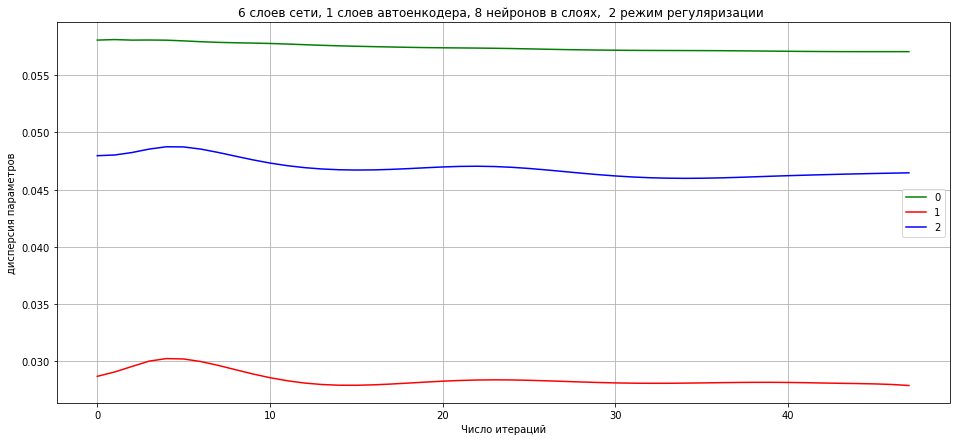 6 слоев сети, 1 слоев автоенкодера, 8 нейронов в слоях,  2 режим регуляризации
дисперсия параметров
0.055
0.050
0.045
0.040
0.035
0.030
0
1
2
0 10 20 30 40
Число итераций